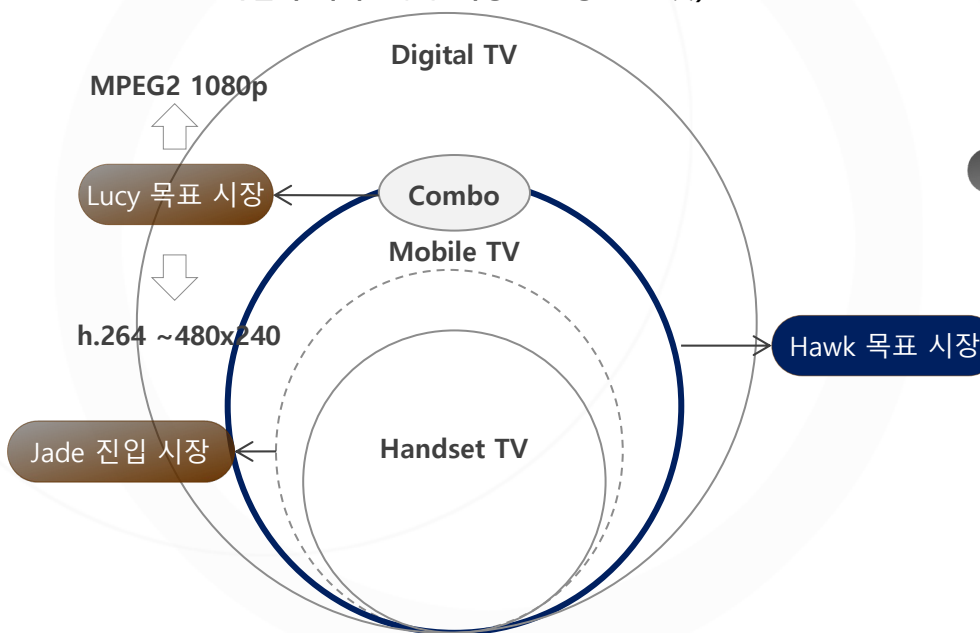 Digital TV
MPEG2 1080p
Lucy 목표 시장
Combo
Mobile TV
h.264 ~480x240
Hawk 목표 시장
Jade 진입 시장
Handset TV